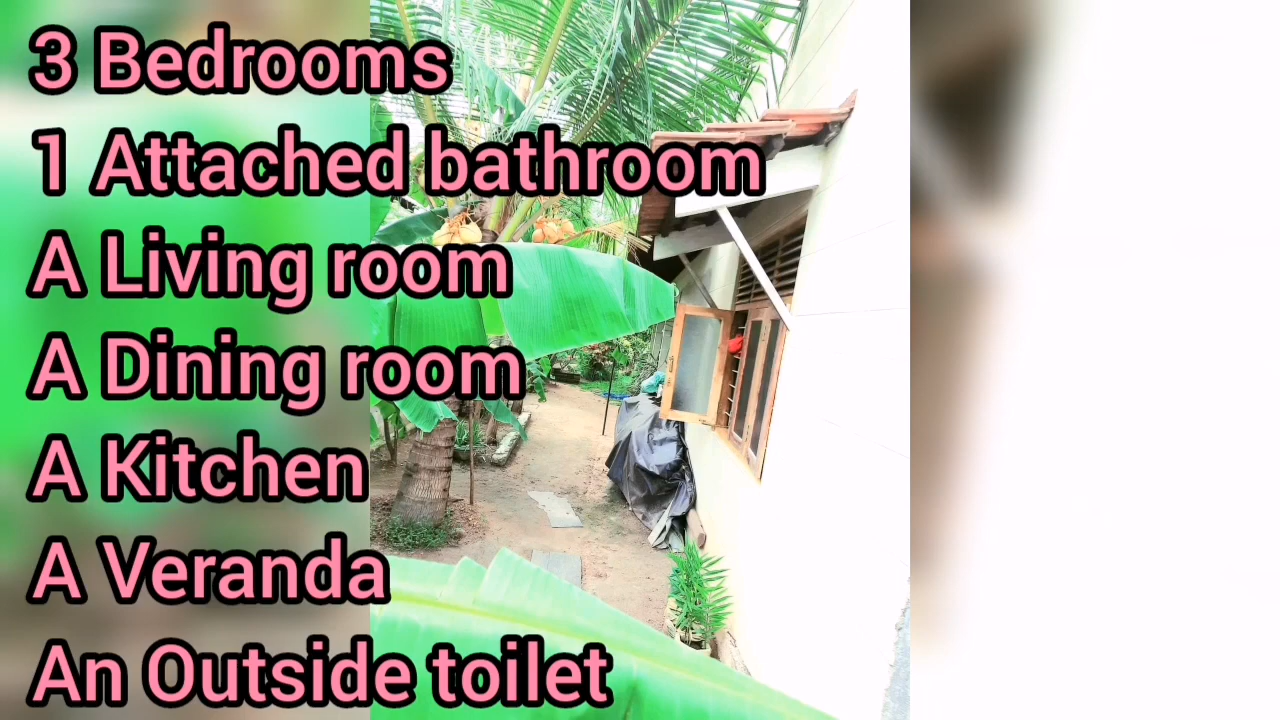 3 Bedrooms
1 Attached bathroom
A Living room
A Dining room
A Kitchen
A Veranda
An Outside toilet